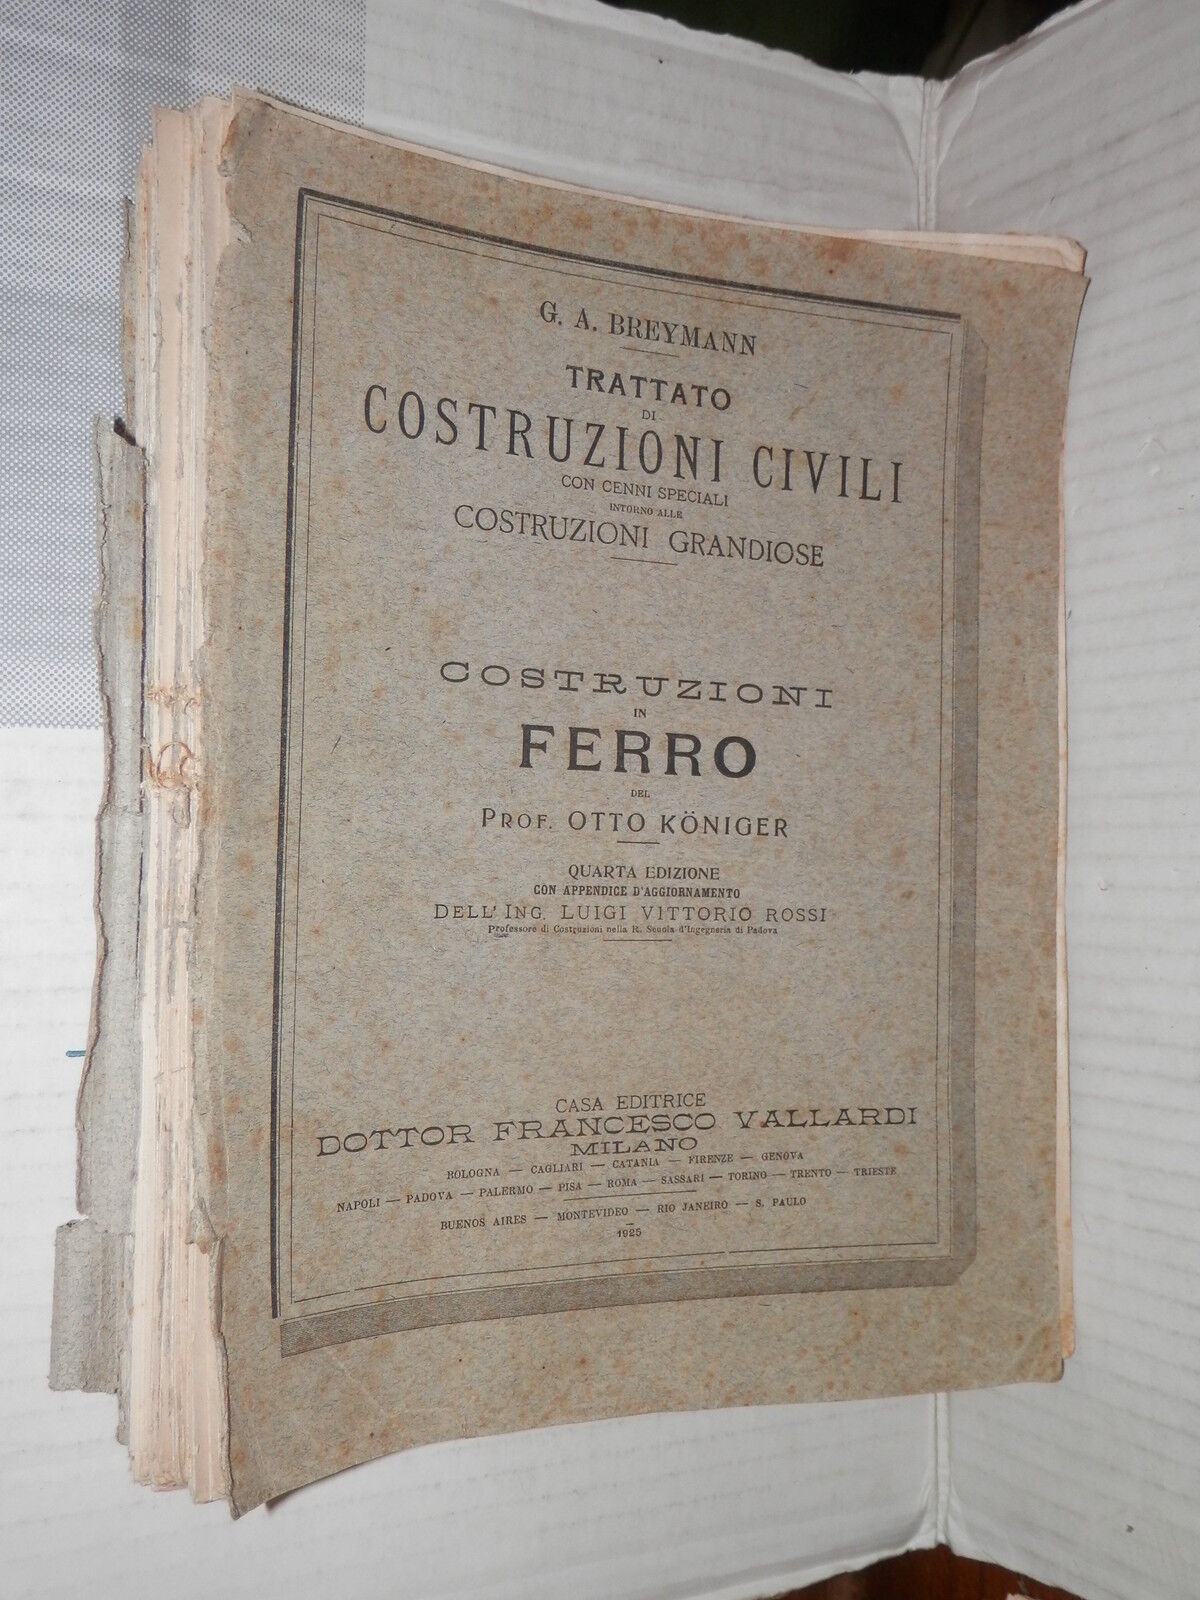 G. A. BREYMANN
TRATTATO
DI
COSTRUZIONI CIVILI
CON CENNI SPECIALI
INTORNO ALLE
COSTRUZIONI GRANDIOSE
COSTRUZIONI
IN
FERRO
DEL
PROF. OTTO KÖNIGER
QUARTA EDIZIONE
CON APPENDICE D'AGGIORNAMENTO
DELL'ING. LUIGI VITTORIO ROSSI
Professore di Costruzioni nella R. Scuola d'Ingegneria di Padova
CASA EDITRICE
DOTTOR FRANCESCO VALLARDI
MILANO
BOLOGNA — CAGLIARI — CATANIA — FIRENZE — GENOVA
NAPOLI — PADOVA — PALERMO — PISA — ROMA — SASSARI — TORINO — TRENTO — TRIESTE
BUENOS AIRES — MONTEVIDEO — RIO JANEIRO — S. PAULO
1925